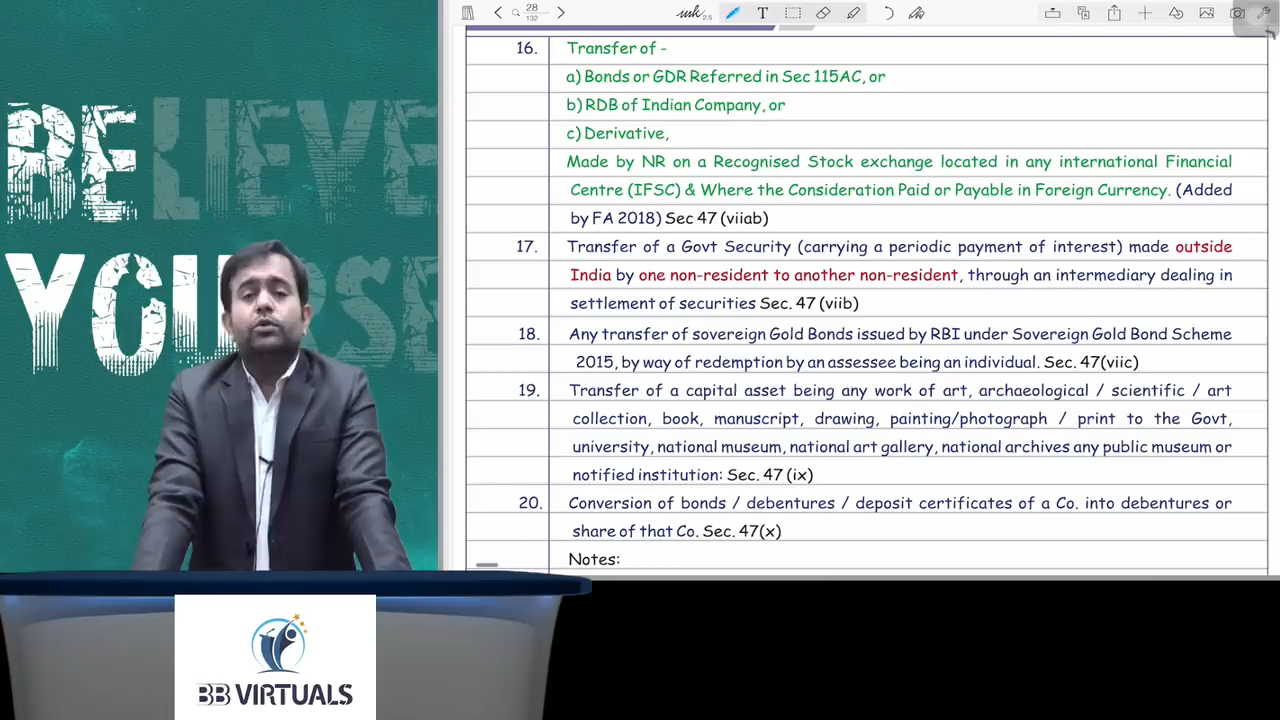 BELIEVE
YOURSE
28
132
2.5
T
16. Transfer of -
a) Bonds or GDR Referred in Sec 115AC, or
b) RDB of Indian Company, or
c) Derivative,
Made by NR on a Recognised Stock exchange located in any international Financial
Centre (IFSC) & Where the Consideration Paid or Payable in Foreign Currency. (Added
by FA 2018) Sec 47 (viiab)
17. Transfer of a Govt Security (carrying a periodic payment of interest) made outside
India by one non-resident to another non-resident, through an intermediary dealing in
settlement of securities Sec. 47 (viib)
18. Any transfer of sovereign Gold Bonds issued by RBI under Sovereign Gold Bond Scheme
2015, by way of redemption by an assessee being an individual. Sec. 47(viic)
19. Transfer of a capital asset being any work of art, archaeological / scientific / art
collection, book, manuscript, drawing, painting/photograph / print to the Govt,
university, national museum, national art gallery, national archives any public museum or
notified institution: Sec. 47 (ix)
20. Conversion of bonds / debentures / deposit certificates of a Co. into debentures or
share of that Co. Sec. 47(x)
Notes:
BB VIRTUALS